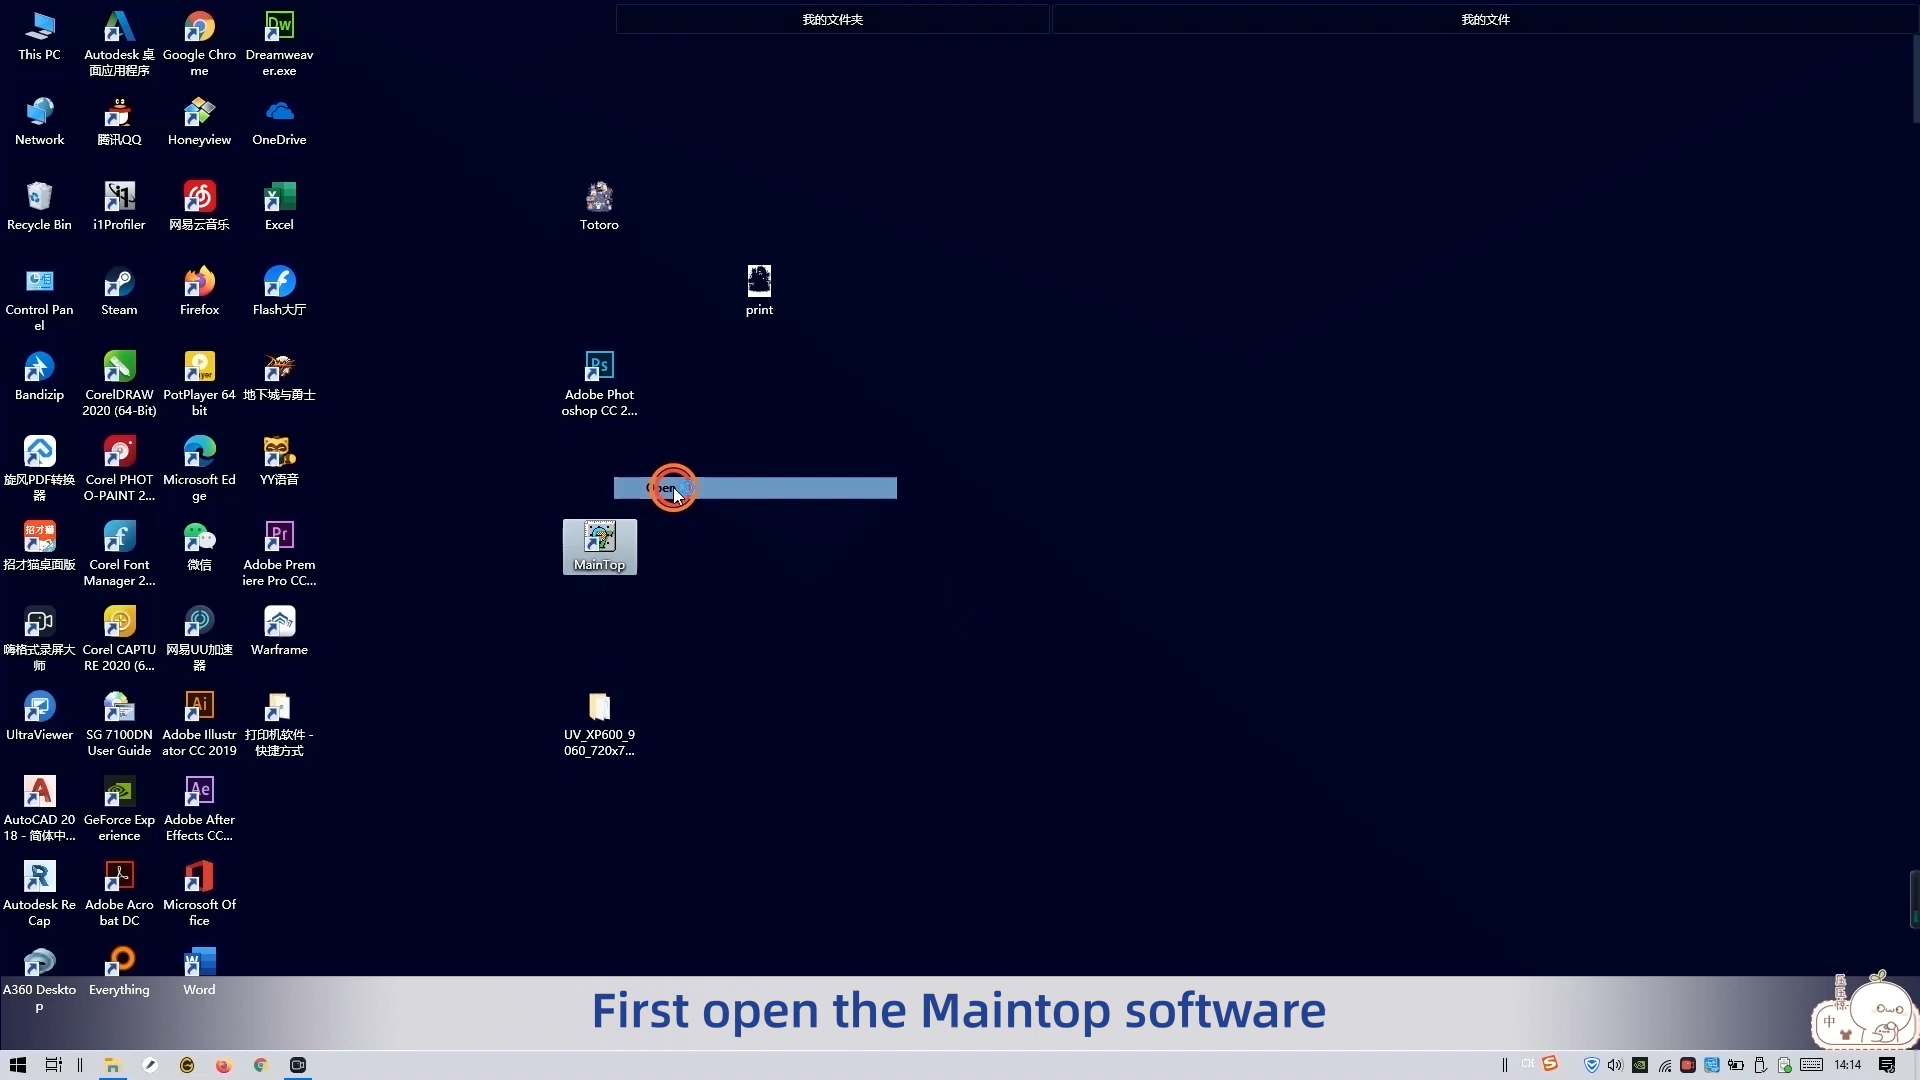 我的文件夹
我的文件
This PC
Autodesk 桌
面应用程序
Google Chro
me
Dreamweav
er.exe
Network
腾讯QQ
Honeyview
OneDrive
Recycle Bin
i1Profiler
网易云音乐
Excel
Totoro
Control Pan
el
Steam
Firefox
Flash大厅
print
Bandizip
CorelDRAW
2020 (64-Bit)
PotPlayer 64
bit
地下城与勇士
Adobe Phot
oshop CC 2...
旋风PDF转换
器
Corel PHOT
O-PAINT 2...
Microsoft Ed
ge
YY语音
Open
招才猫桌面版
Corel Font
Manager 2...
微信
Adobe Prem
iere Pro CC...
MainTop
嗨格式录屏大
师
Corel CAPTU
RE 2020 (6...
网易UU加速
器
Warframe
UltraViewer
SG 7100DN
User Guide
Adobe Illustr
ator CC 2019
打印机软件 -
快捷方式
UV_XP600_9
060_720x7...
AutoCAD 20
18 - 简体中...
GeForce Exp
erience
Adobe After
Effects CC...
Autodesk Re
Cap
Adobe Acro
bat DC
Microsoft Of
fice
A360 Deskto
p
Everything
Word
First open the Maintop software
中
CH
14:14